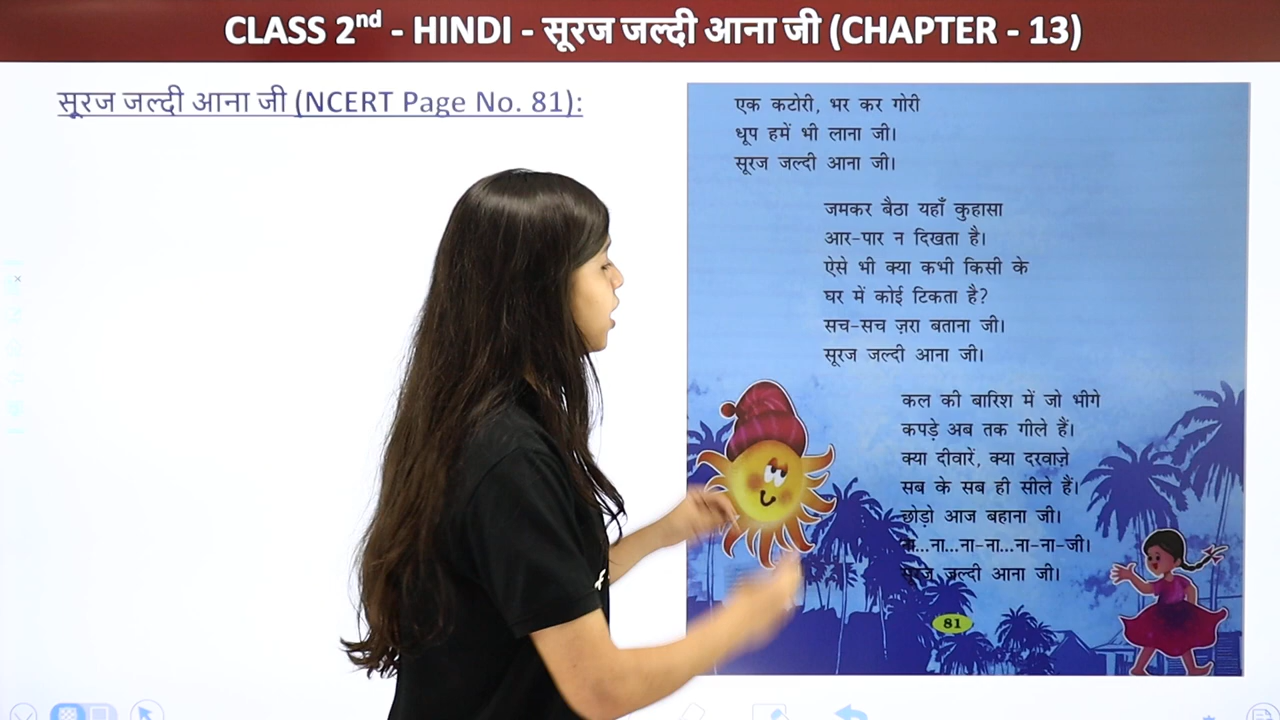 CLASS 2nd - HINDI - सूरज जल्दी आना जी (CHAPTER - 13)
सूरज जल्दी आना जी (NCERT Page No. 81):
एक कटोरी, भर कर गोरी
धूप हमें भी लाना जी।
सूरज जल्दी आना जी।
जमकर बैठा यहाँ कुहासा
आर-पार न दिखता है।
ऐसे भी क्या कभी किसी के
घर में कोई टिकता है?
सच-सच ज़रा बताना जी।
सूरज जल्दी आना जी।
कल की बारिश में जो भीगे
कपड़े अब तक गीले हैं।
क्या दीवारें, क्या दरवाज़े
सब के सब ही सीले हैं।
छोड़ो आज बहाना जी।
ना...ना...ना-ना...ना-ना-जी।
सूरज जल्दी आना जी।
81